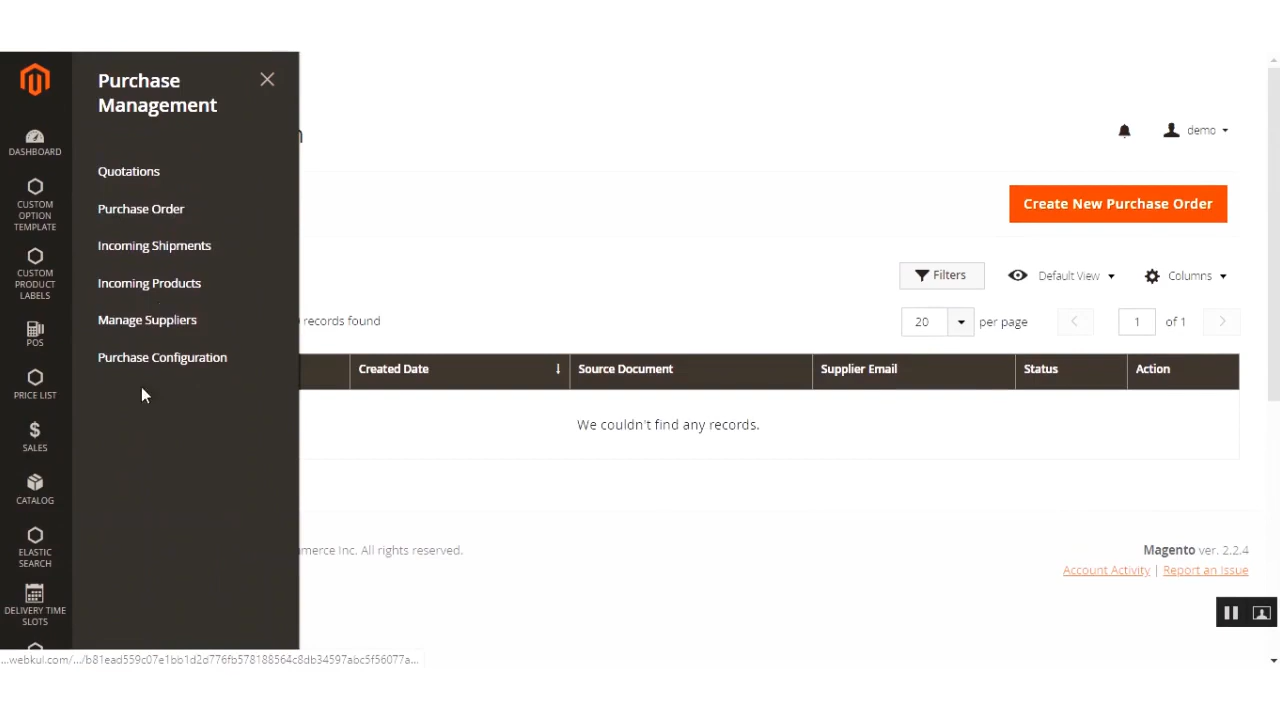 Purchase
Management
Quotations
Purchase Order
Incoming Shipments
Incoming Products
Manage Suppliers
Purchase Configuration
DASHBOARD
CUSTOM
OPTION
TEMPLATE
CUSTOM
PRODUCT
LABELS
POS
PRICE LIST
$
SALES
CATALOG
ELASTIC
SEARCH
DELIVERY TIME
SLOTS
demo
Create New Purchase Order
Filters
Default View
Columns
records found
20
per page
1
of 1
Created Date ↓ Source Document Supplier Email Status Action
We couldn't find any records.
merce Inc. All rights reserved.
Magento ver. 2.2.4
Account Activity | Report an Issue